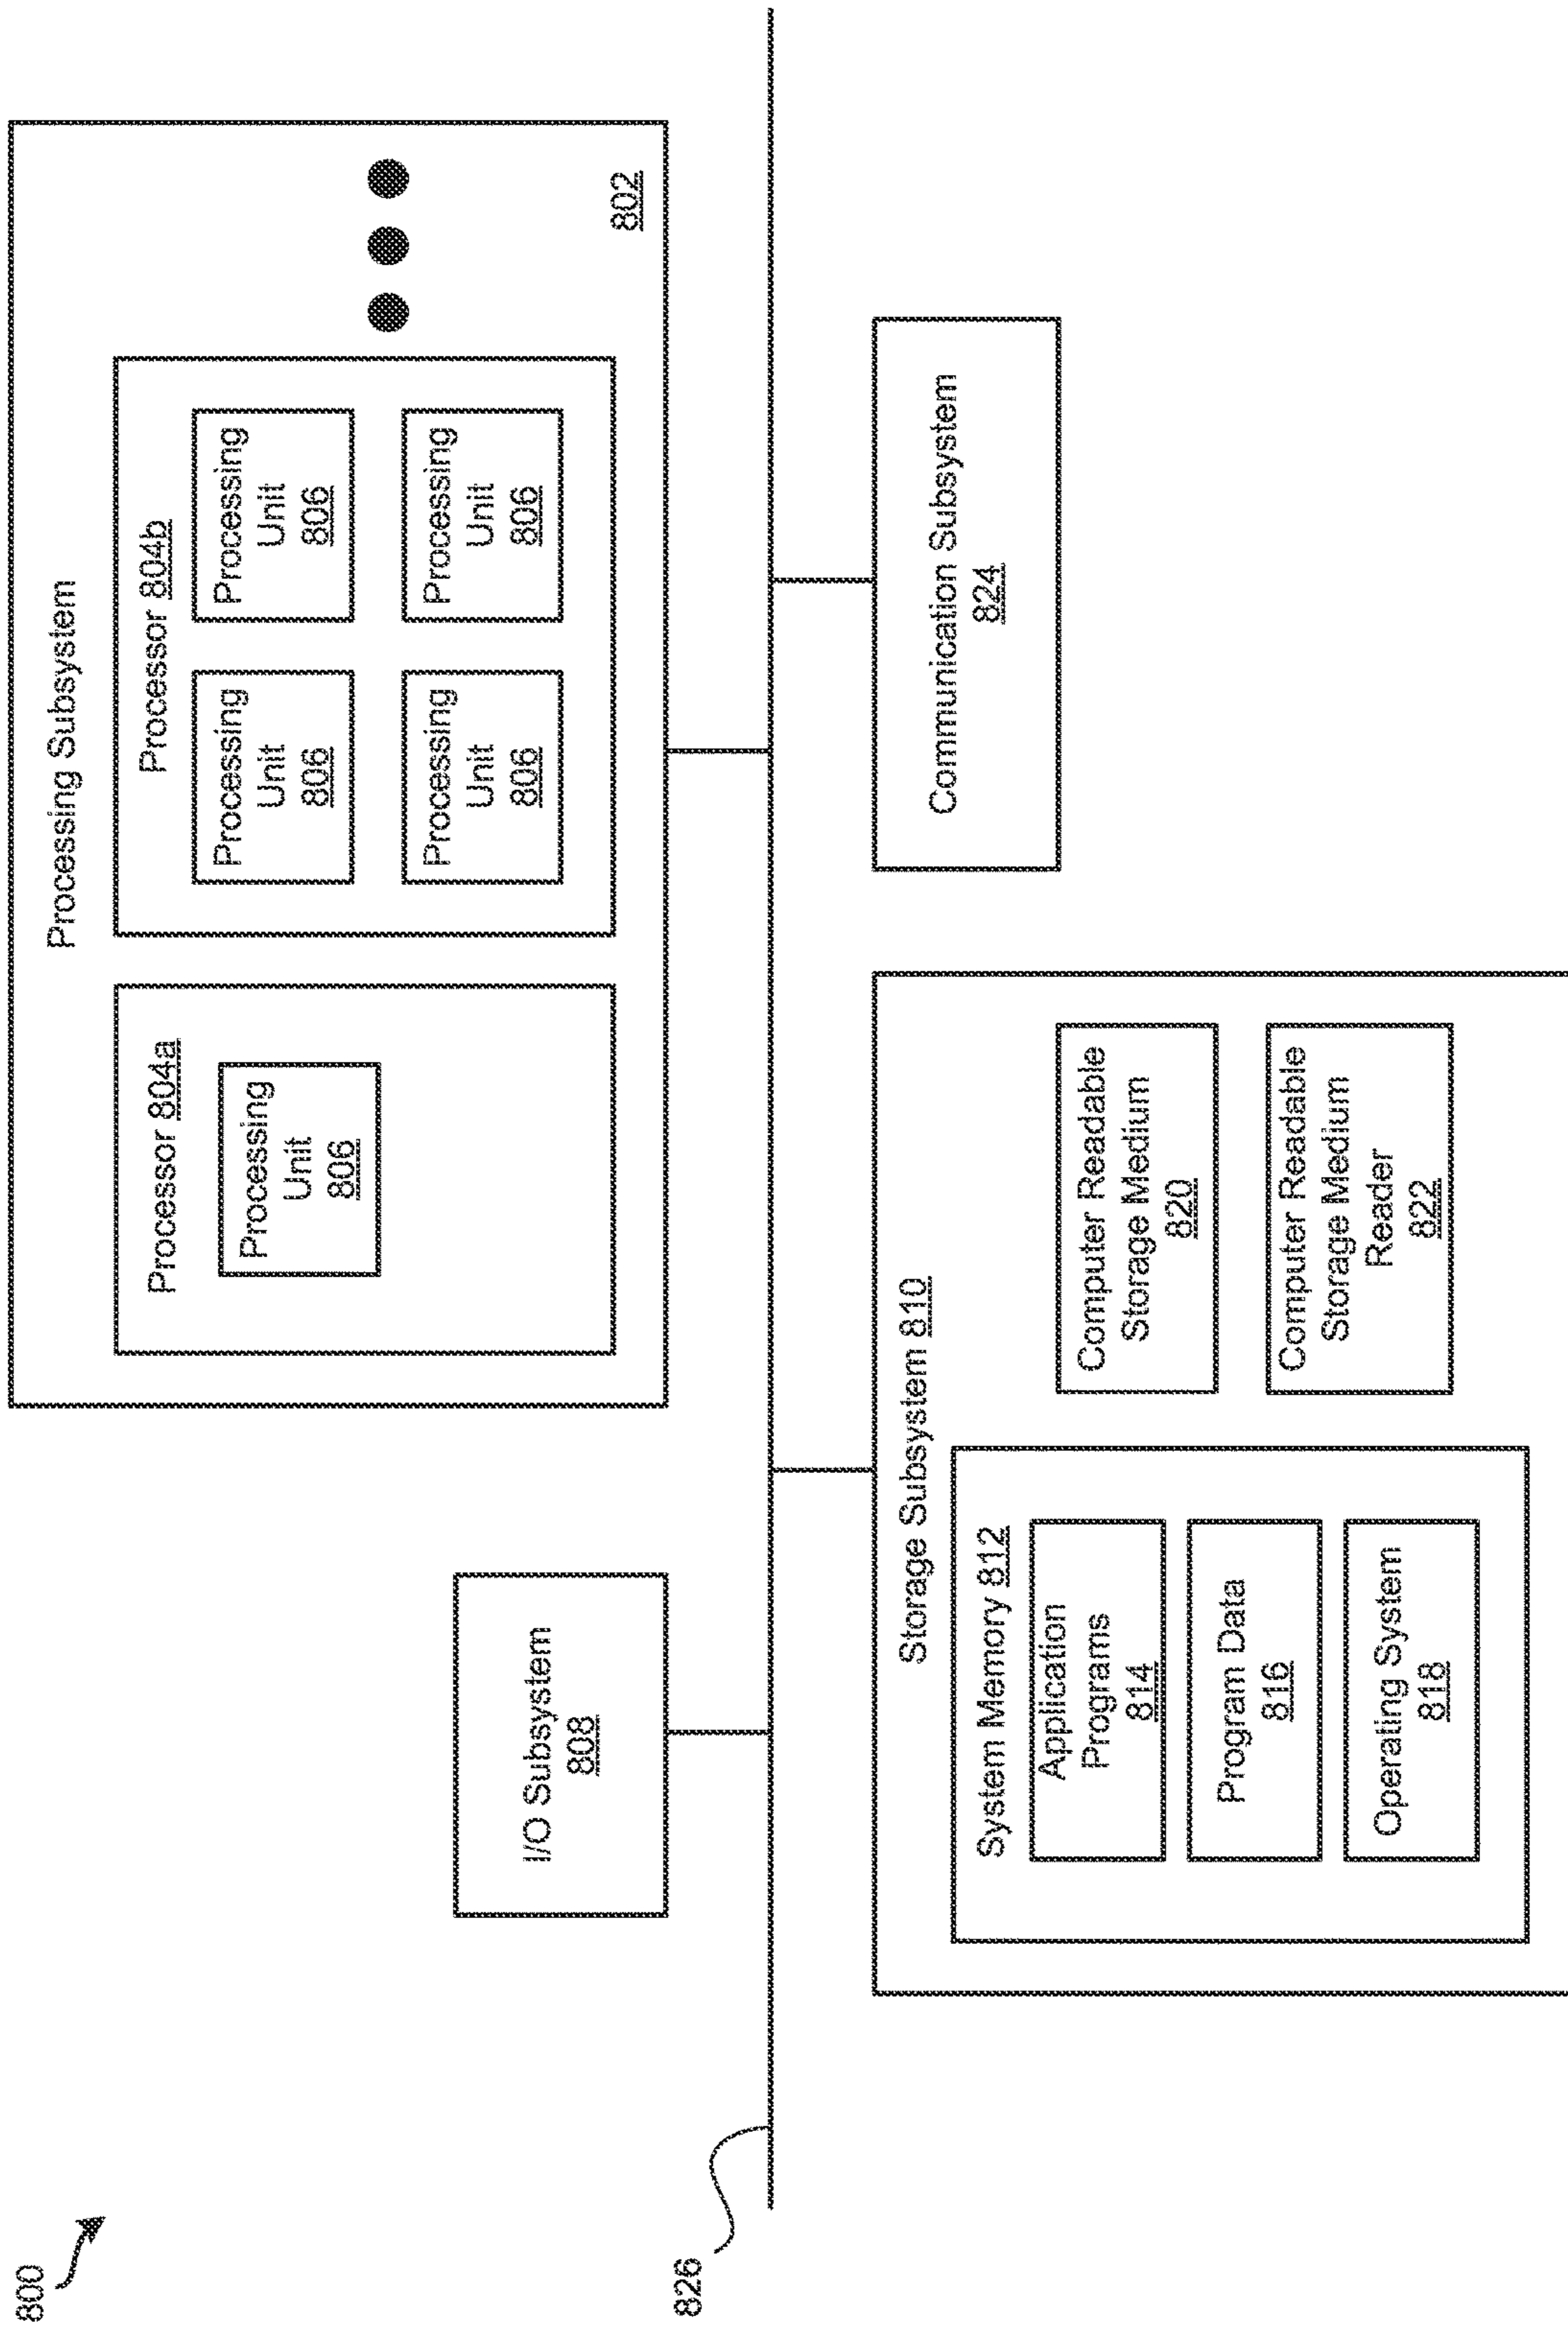 800
I/O Subsystem
808
Processing Subsystem
Processor 804a
Processing
Unit
806
Processor 804b
Processing
Unit
806
Processing
Unit
806
Processing
Unit
806
Processing
Unit
806
802
826
Storage Subsystem 810
System Memory 812
Application
Programs
814
Program Data
816
Operating System
818
Computer Readable
Storage Medium
820
Computer Readable
Storage Medium
Reader
822
Communication Subsystem
824